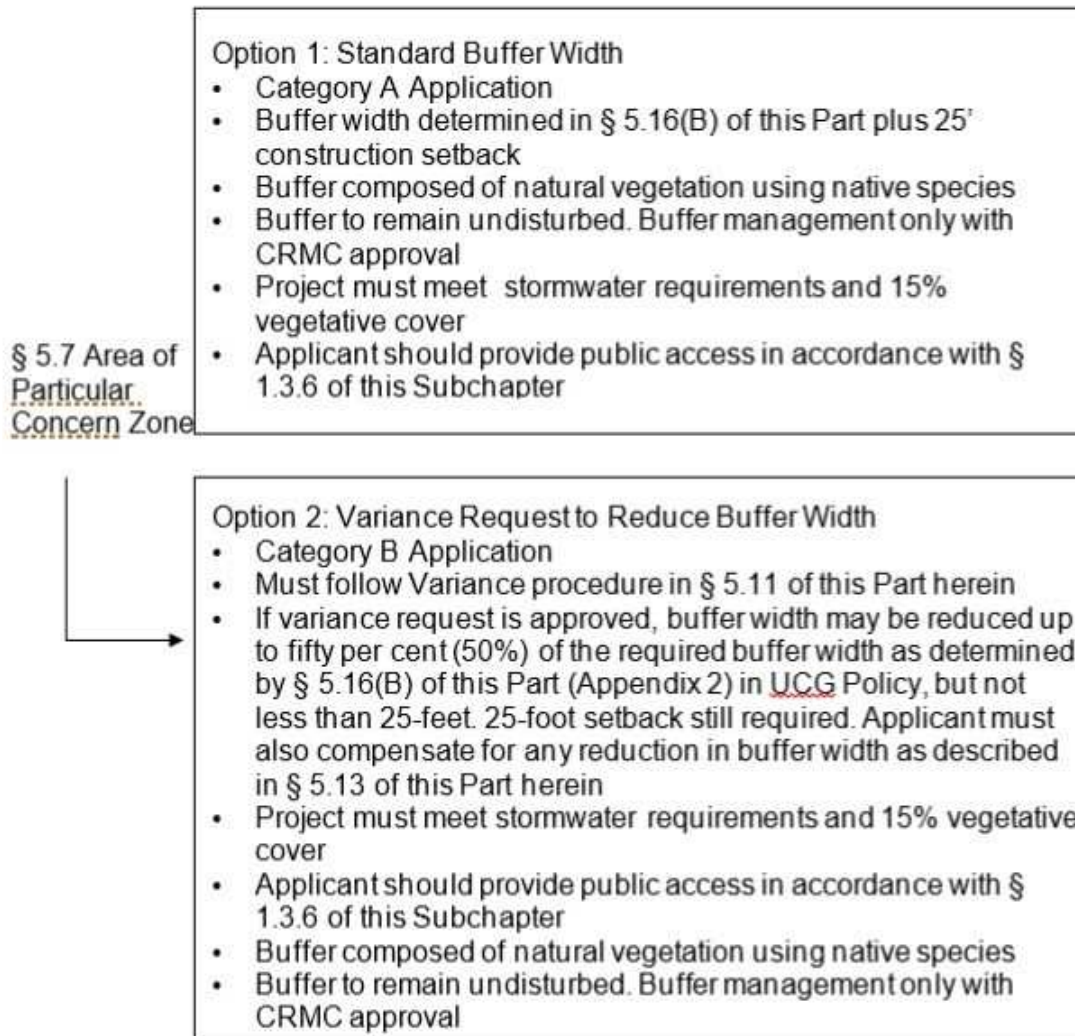 Option 1: Standard Buffer Width
• Category A Application
• Buffer width determined in § 5.16(B) of this Part plus 25’
construction setback
• Buffer composed of natural vegetation using native species
• Buffer to remain undisturbed. Buffer management only with
CRMC approval
• Project must meet stormwater requirements and 15%
vegetative cover
• Applicant should provide public access in accordance with §
1.3.6 of this Subchapter
§ 5.7 Area of
Particular
Concern Zone
Option 2: Variance Request to Reduce Buffer Width
• Category B Application
• Must follow Variance procedure in § 5.11 of this Part herein
• If variance request is approved, buffer width may be reduced up
to fifty per cent (50%) of the required buffer width as determined
by § 5.16(B) of this Part (Appendix 2) in UCG Policy, but not
less than 25-feet. 25-foot setback still required. Applicant must
also compensate for any reduction in buffer width as described
in § 5.13 of this Part herein
• Project must meet stormwater requirements and 15% vegetative
cover
• Applicant should provide public access in accordance with §
1.3.6 of this Subchapter
• Buffer composed of natural vegetation using native species
• Buffer to remain undisturbed. Buffer management only with
CRMC approval